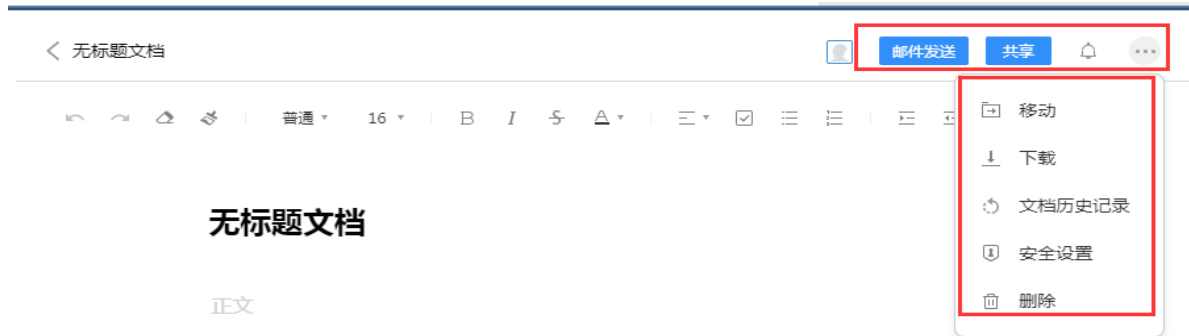 无标题文档 邮件发送 共享
普通 16 B I S A
移动
下载
无标题文档 文档历史记录
安全设置
正文 删除